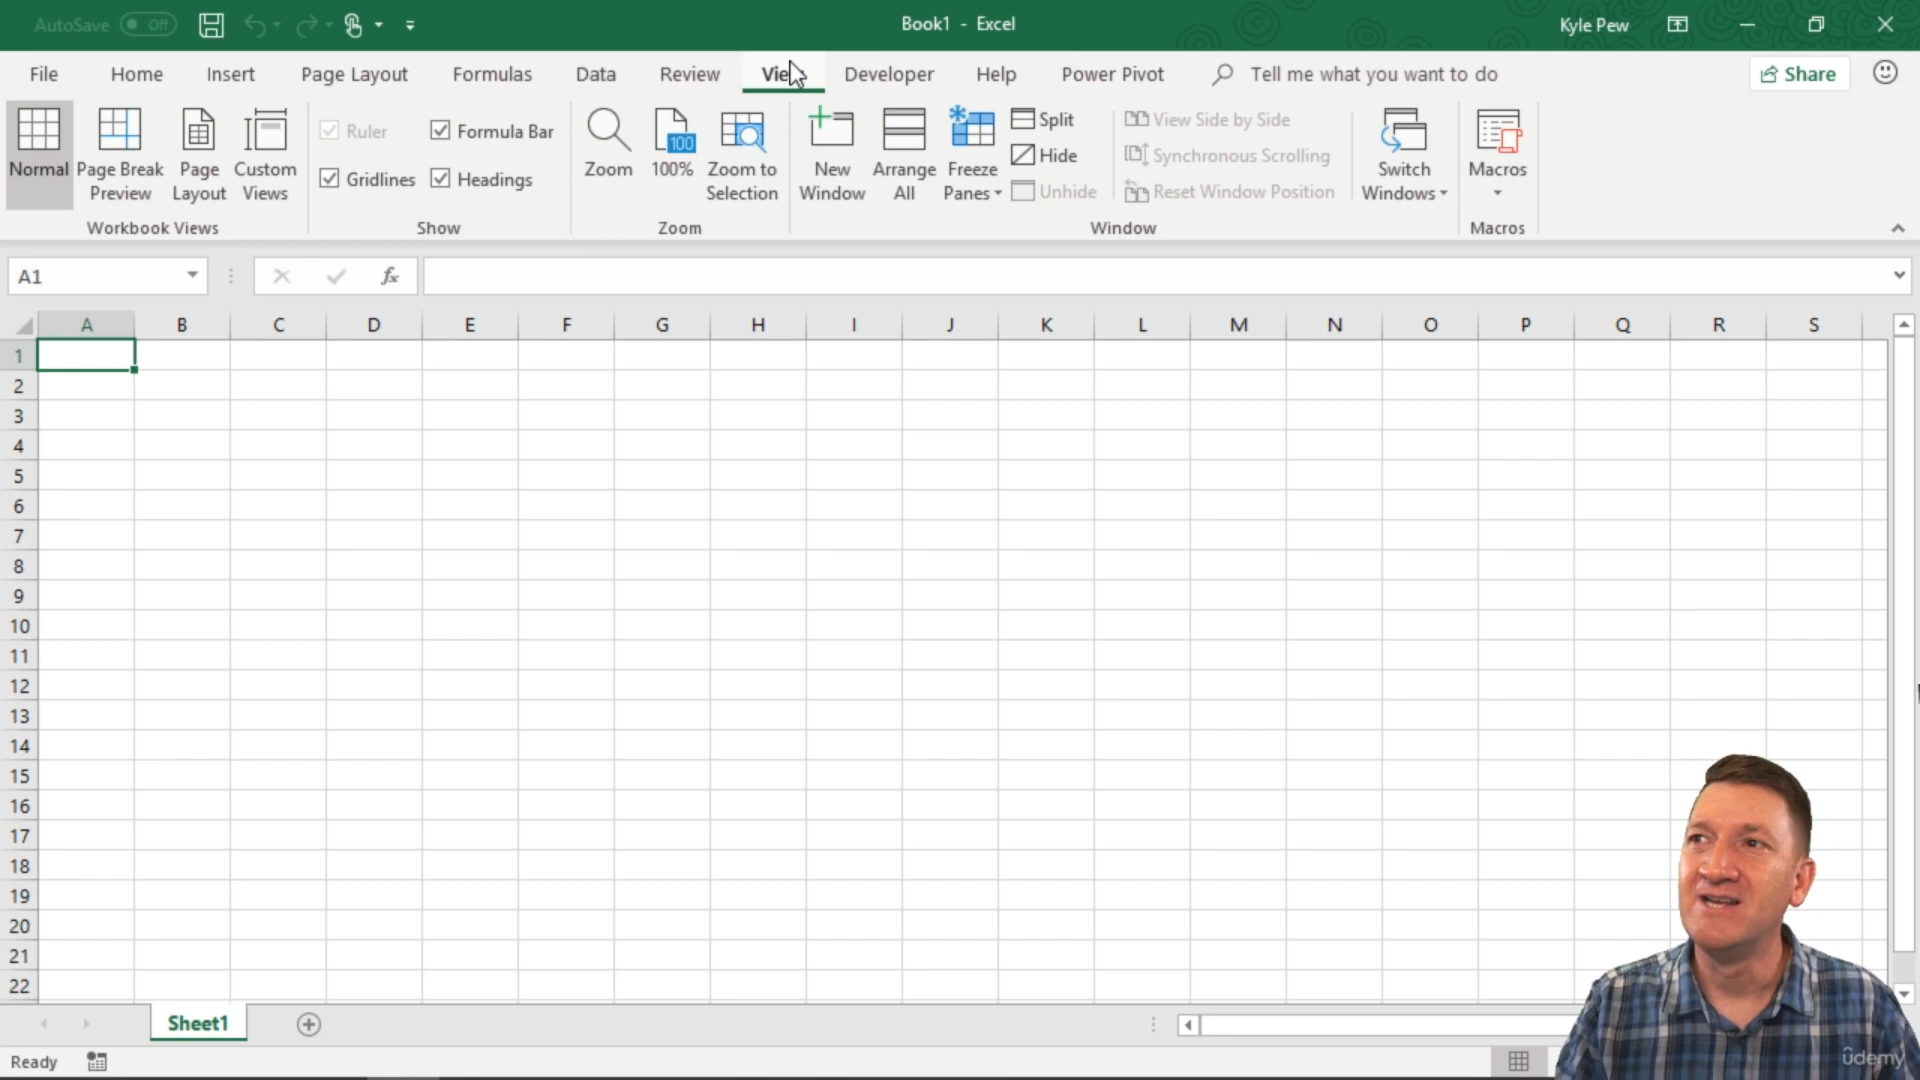 AutoSave Off Book1 - Excel Kyle Pew
File Home Insert Page Layout Formulas Data Review View Developer Help Power Pivot Tell me what you want to do Share
Normal
Page Break
Preview
Page
Layout
Custom
Views
Workbook Views
Ruler
Formula Bar
Gridlines
Headings
Show
Zoom
100
100%
Zoom to
Selection
Zoom
New
Window
Arrange
All
Freeze
Panes
Split
Hide
Unhide
View Side by Side
Synchronous Scrolling
Reset Window Position
Switch
Windows
Window
Macros
Macros
A1
fx
A B C D E F G H I J K L M N O P Q R S
1
2
3
4
5
6
7
8
9
10
11
12
13
14
15
16
17
18
19
20
21
22
Sheet1
Ready
ûdemy